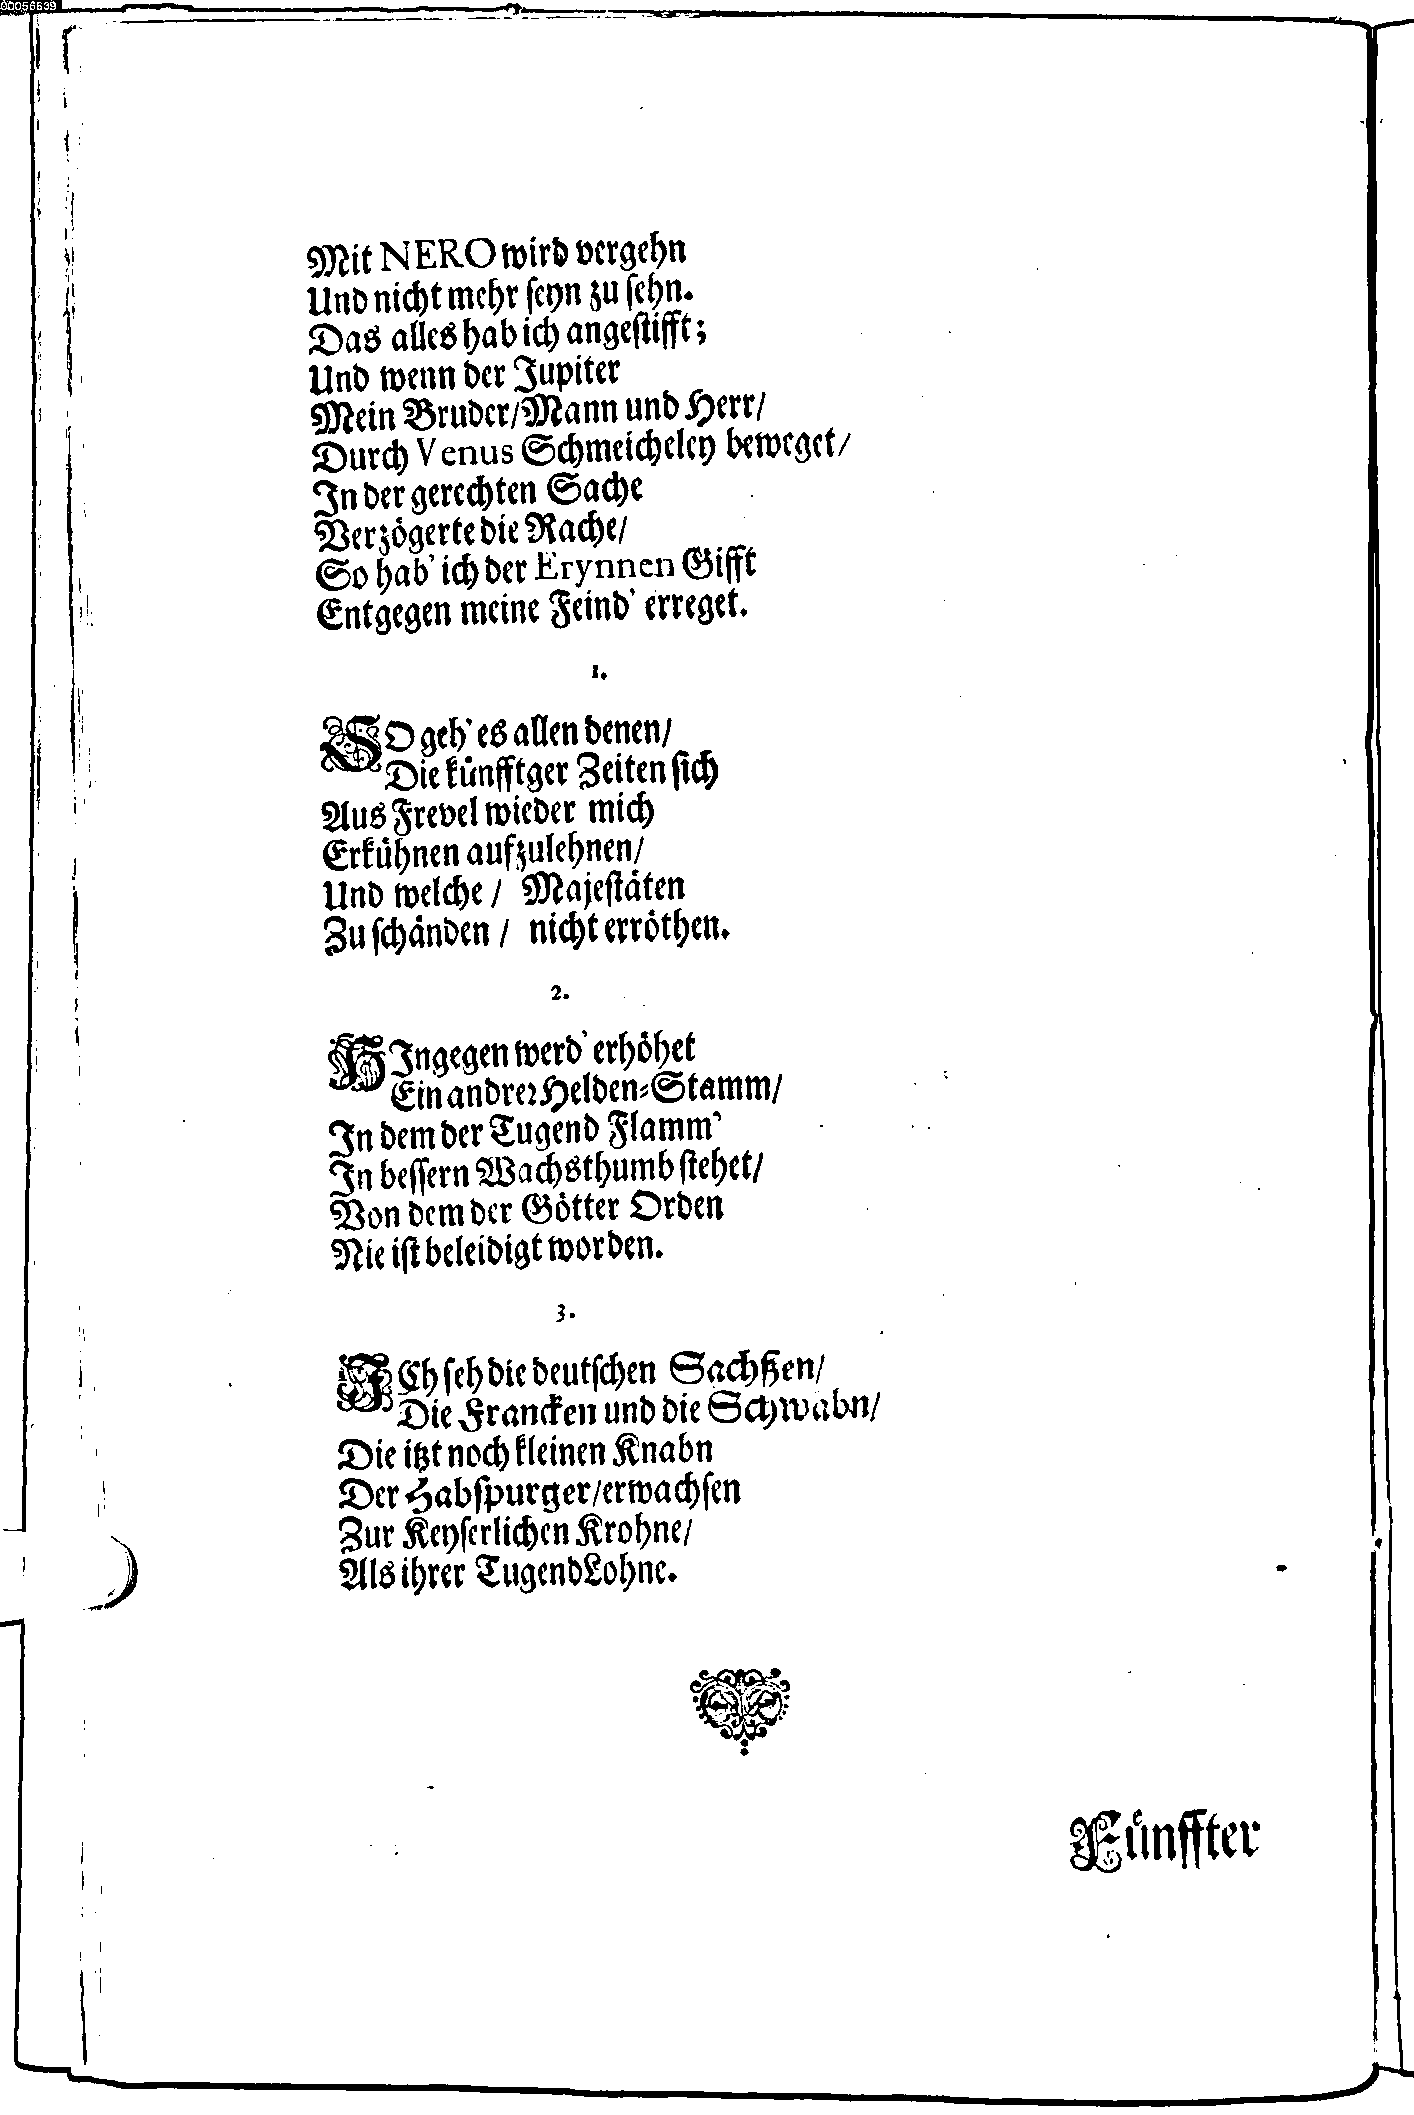 00056639
Mit NERO wird vergehn
Und nicht mehr seyn zu sehn.
Das alles hab ich angestifft;
Und wenn der Jupiter
Mein Bruder/Mann und Herr/
Durch Venus Schmeicheley beweget/
In der gerechten Sache
Verzögerte die Rache/
So hab' ich der Erynnen Gifft
Entgegen meine Feind' erreget.
1.
SO geh' es allen denen/
Die künfftger Zeiten sich
Aus Frevel wieder mich
Erkühnen aufzulehnen/
Und welche / Majestäten
Zu schänden / nicht erröthen.
2.
HIngegen werd' erhöhet
Ein andrer Helden-Stamm/
In dem der Tugend Flamm'
In bessern Wachsthumb stehet/
Von dem der Götter Orden
Nie ist beleidigt worden.
3.
ICh seh die deutschen Sachßen/
Die Francken und die Schwabn/
Die itzt noch kleinen Knabn
Der Habspurger/erwachsen
Zur Keyserlichen Krohne/
Als ihrer Tugend Lohne.
Fünffter